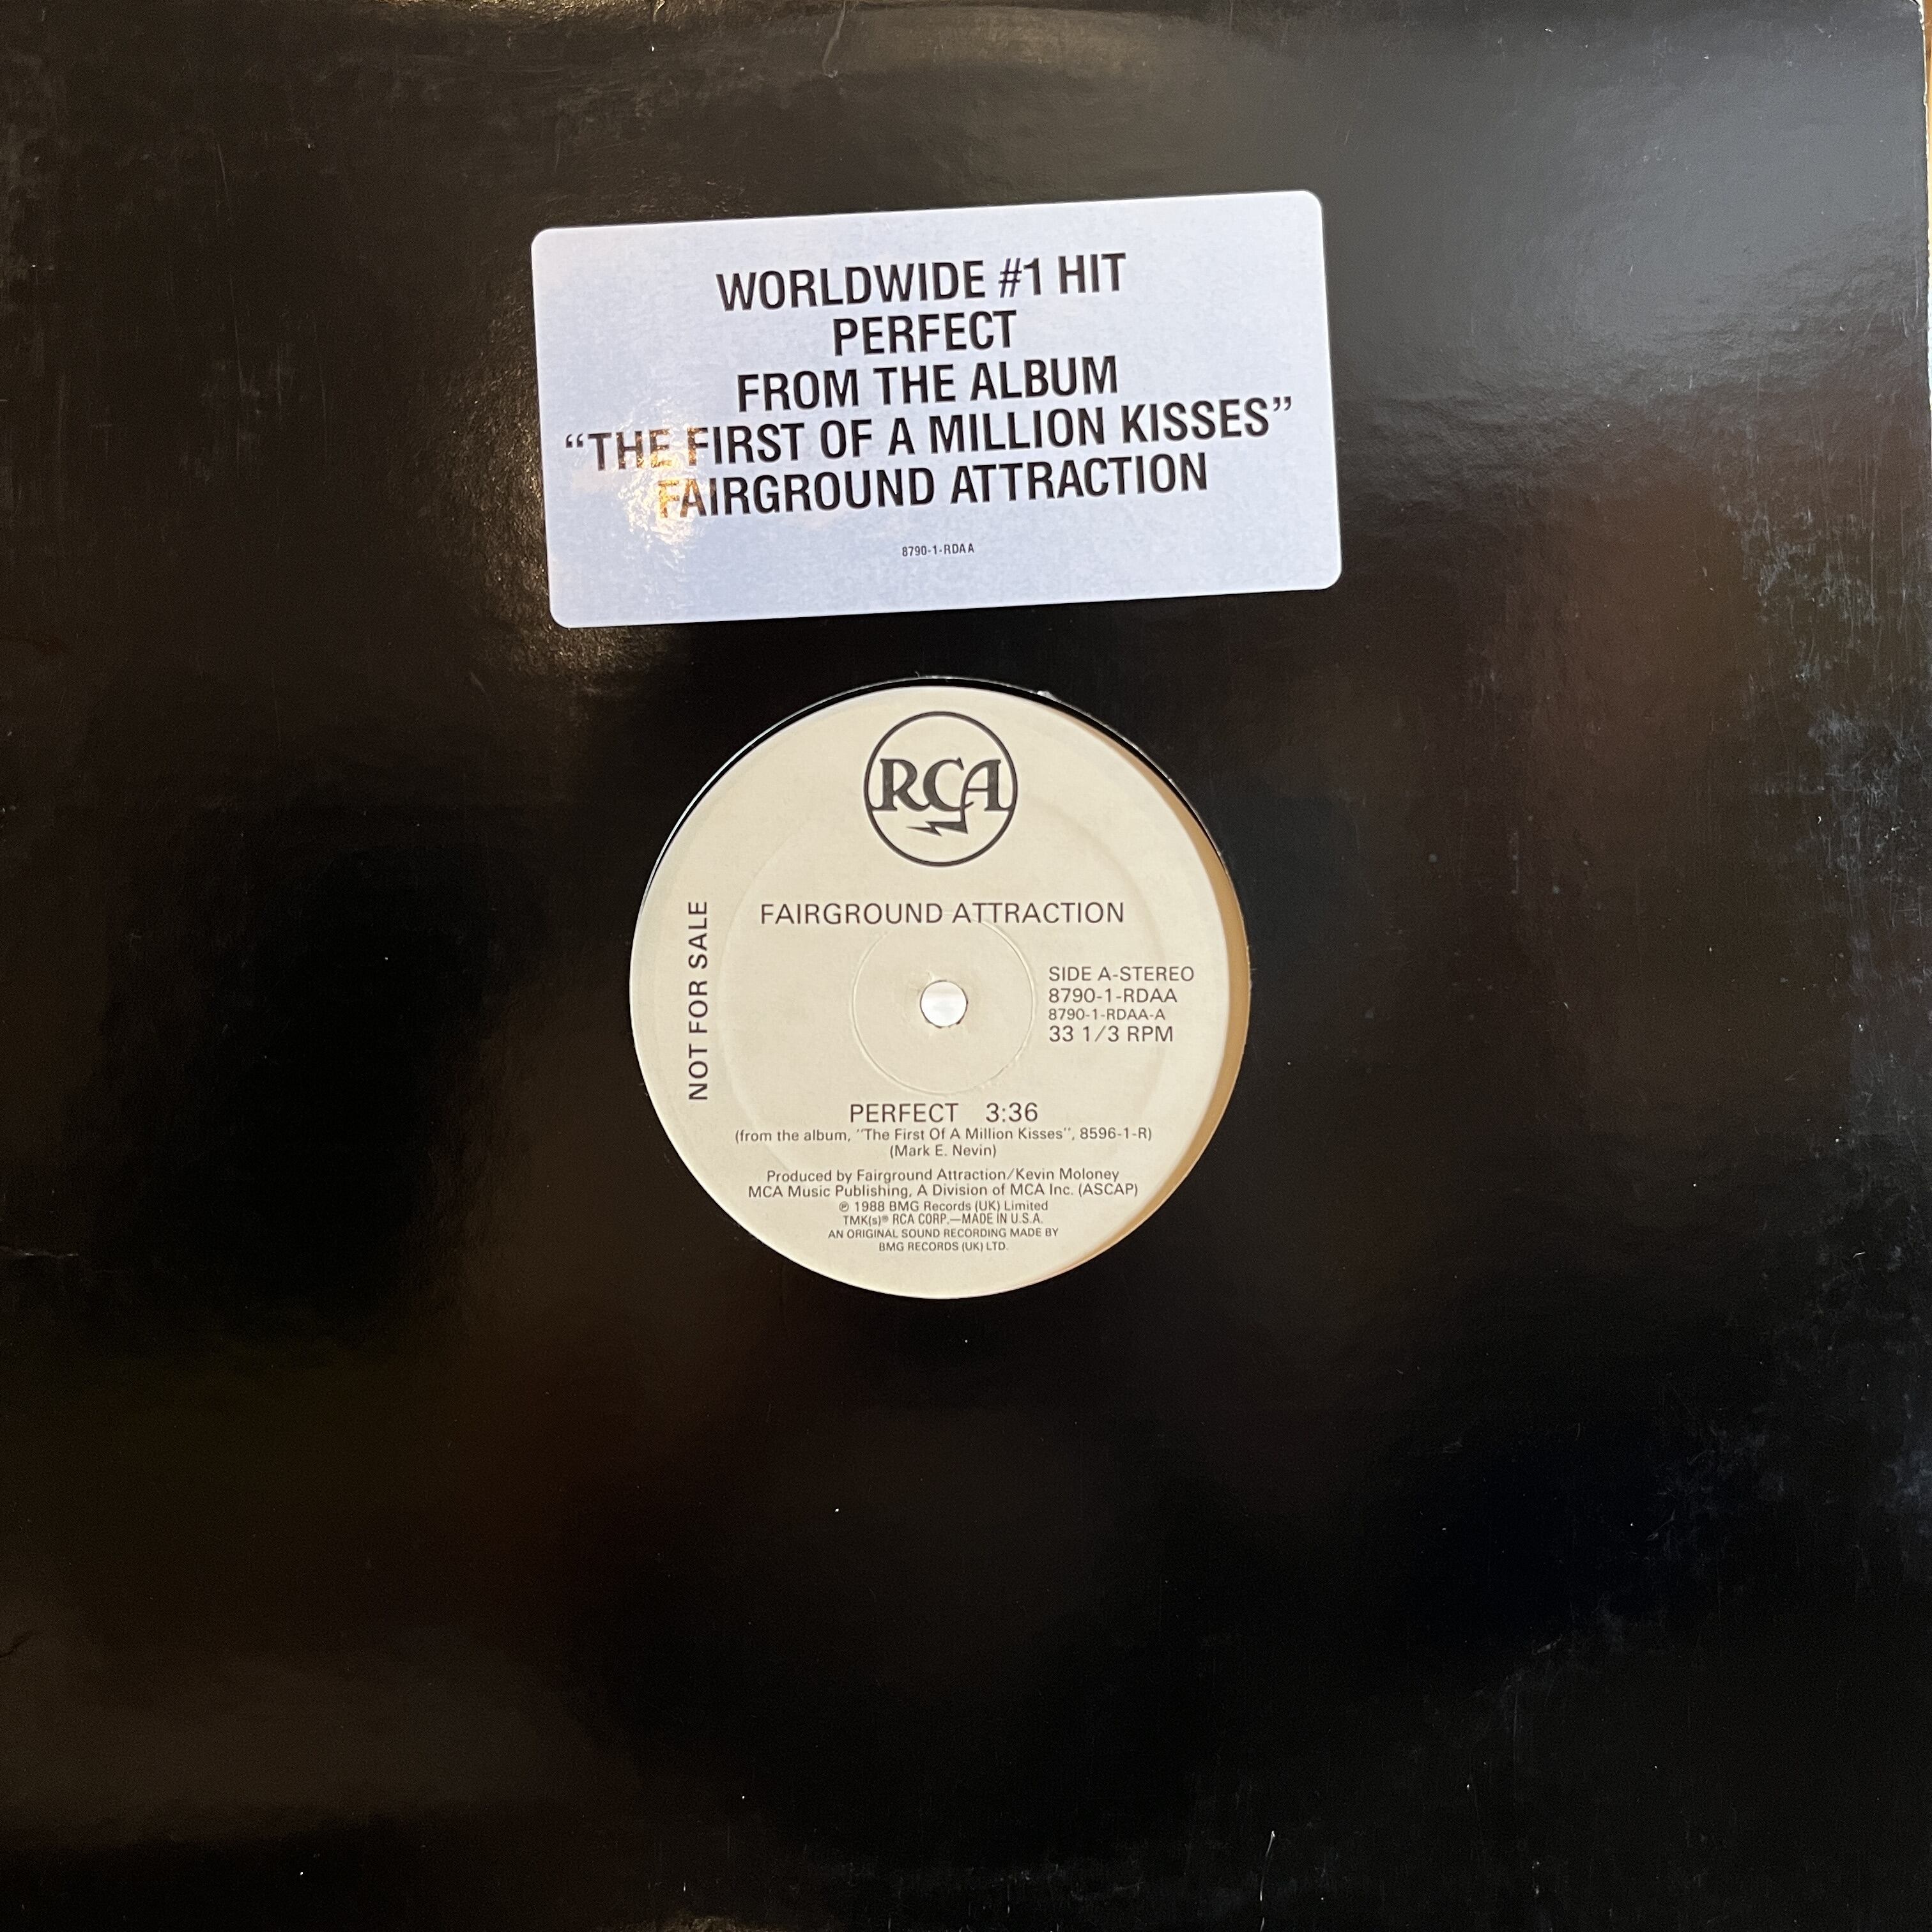 WORLDWIDE #1 HIT
PERFECT
FROM THE ALBUM
“THE FIRST OF A MILLION KISSES”
FAIRGROUND ATTRACTION
8790-1-RDAA
RCA
FAIRGROUND ATTRACTION
NOT FOR SALE
SIDE A-STEREO
8790-1-RDAA
8790-1-RDAA-A
33 1/3 RPM
PERFECT 3:36
(from the album, "The First Of A Million Kisses", 8596-1-R)
(Mark E. Nevin)
Produced by Fairground Attraction/Kevin Moloney
MCA Music Publishing, A Division of MCA Inc. (ASCAP)
℗ 1988 BMG Records (UK) Limited
TMK(s)® RCA CORP.—MADE IN U.S.A.
AN ORIGINAL SOUND RECORDING MADE BY
BMG RECORDS (UK) LTD.